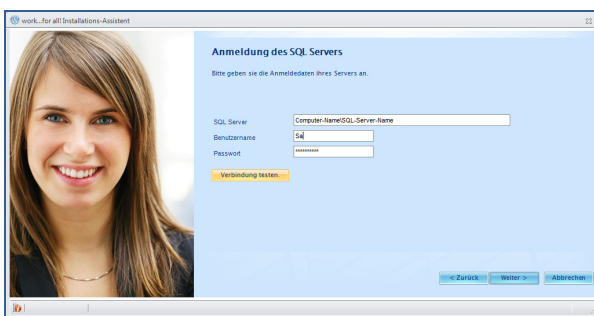 work...for all! Installations-Assistent
Anmeldung des SQL Servers
Bitte geben sie die Anmeldedaten ihres Servers an.
SQL Server Computer-Name\SQL-Server-Name
Benutzername Sa
Passwort **********
Verbindung testen.
< Zurück Weiter > Abbrechen